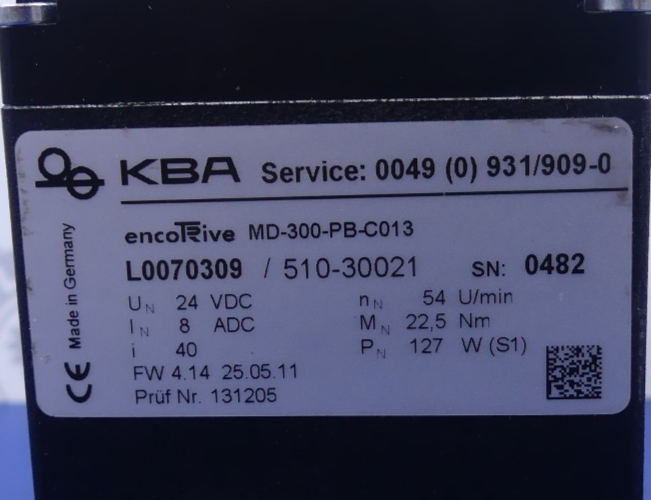 KBA Service: 0049 (0) 931/909-0
encoTRive MD-300-PB-C013
L0070309 / 510-30021 SN: 0482
UN 24 VDC nN 54 U/min
IN 8 ADC MN 22,5 Nm
i 40 PN 127 W (S1)
FW 4.14 25.05.11
Prüf Nr. 131205
CE Made in Germany